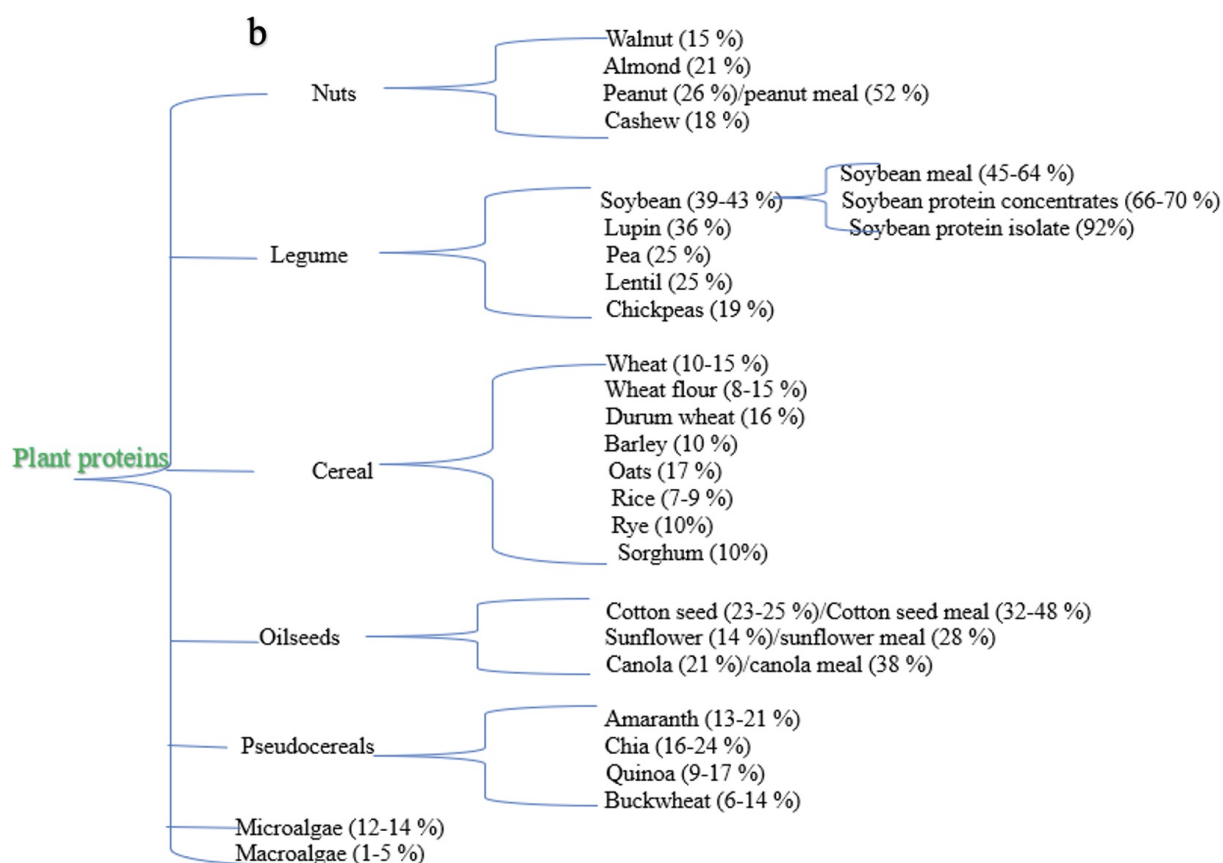 b
Plant proteins
Nuts
Walnut (15 %)
Almond (21 %)
Peanut (26 %)/peanut meal (52 %)
Cashew (18 %)
Legume
Soybean (39-43 %)
Soybean meal (45-64 %)
Soybean protein concentrates (66-70 %)
Soybean protein isolate (92%)
Lupin (36 %)
Pea (25 %)
Lentil (25 %)
Chickpeas (19 %)
Cereal
Wheat (10-15 %)
Wheat flour (8-15 %)
Durum wheat (16 %)
Barley (10 %)
Oats (17 %)
Rice (7-9 %)
Rye (10%)
Sorghum (10%)
Oilseeds
Cotton seed (23-25 %)/Cotton seed meal (32-48 %)
Sunflower (14 %)/sunflower meal (28 %)
Canola (21 %)/canola meal (38 %)
Pseudocereals
Amaranth (13-21 %)
Chia (16-24 %)
Quinoa (9-17 %)
Buckwheat (6-14 %)
Microalgae (12-14 %)
Macroalgae (1-5 %)